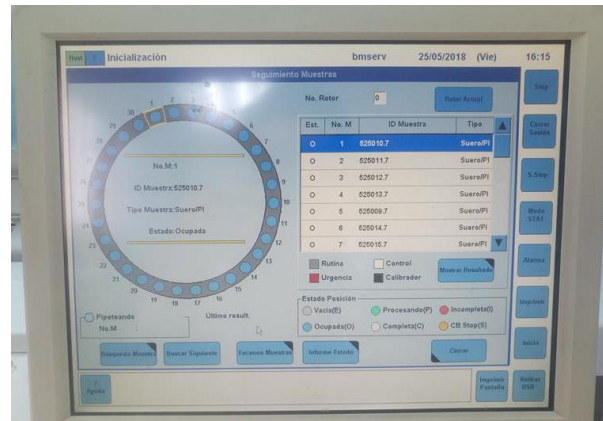 Host Inicialización bmserv 25/05/2018 (Vie) 16:15
Seguimiento Muestras
No. Rotor 0 Rotor Actual
Est. No. M ID Muestra Tipo
O 1 525010.7 Suero/Pl
O 2 525011.7 Suero/Pl
O 3 525012.7 Suero/Pl
O 4 525013.7 Suero/Pl
O 5 525009.7 Suero/Pl
O 6 525014.7 Suero/Pl
O 7 525015.7 Suero/Pl
No.M:1
ID Muestra:525010.7
Tipo Muestra:Suero/Pl
Estado:Ocupada
Rutina Control
Urgencia Calibrador
Mostrar Resultado
Estado Posición
Vacía(E) Procesando(P) Incompleta(I)
Ocupada(O) Completa(C) CB Stop(S)
Pipeteando
No.M :
Último result.
Búsqueda Muestra Buscar Siguiente Escaneo Muestras Informe Estado Cerrar
Stop
Cerrar Sesión
S.Stop
Modo STAT
Alarma
Imprimir
Inicio
? Ayuda
Imprimir Pantalla
Retirar USB